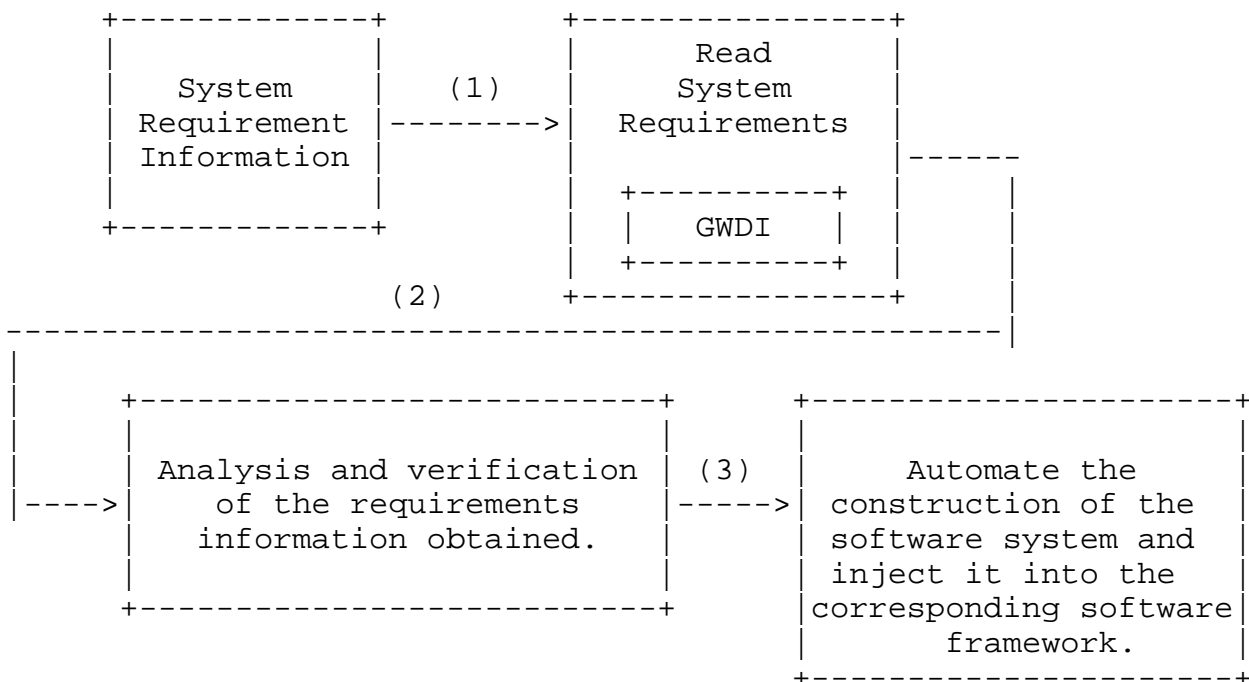 System
Requirement
Information
(1)
Read
System
Requirements
GWDI
(2)
Analysis and verification
of the requirements
information obtained.
(3)
Automate the
construction of the
software system and
inject it into the
corresponding software
framework.